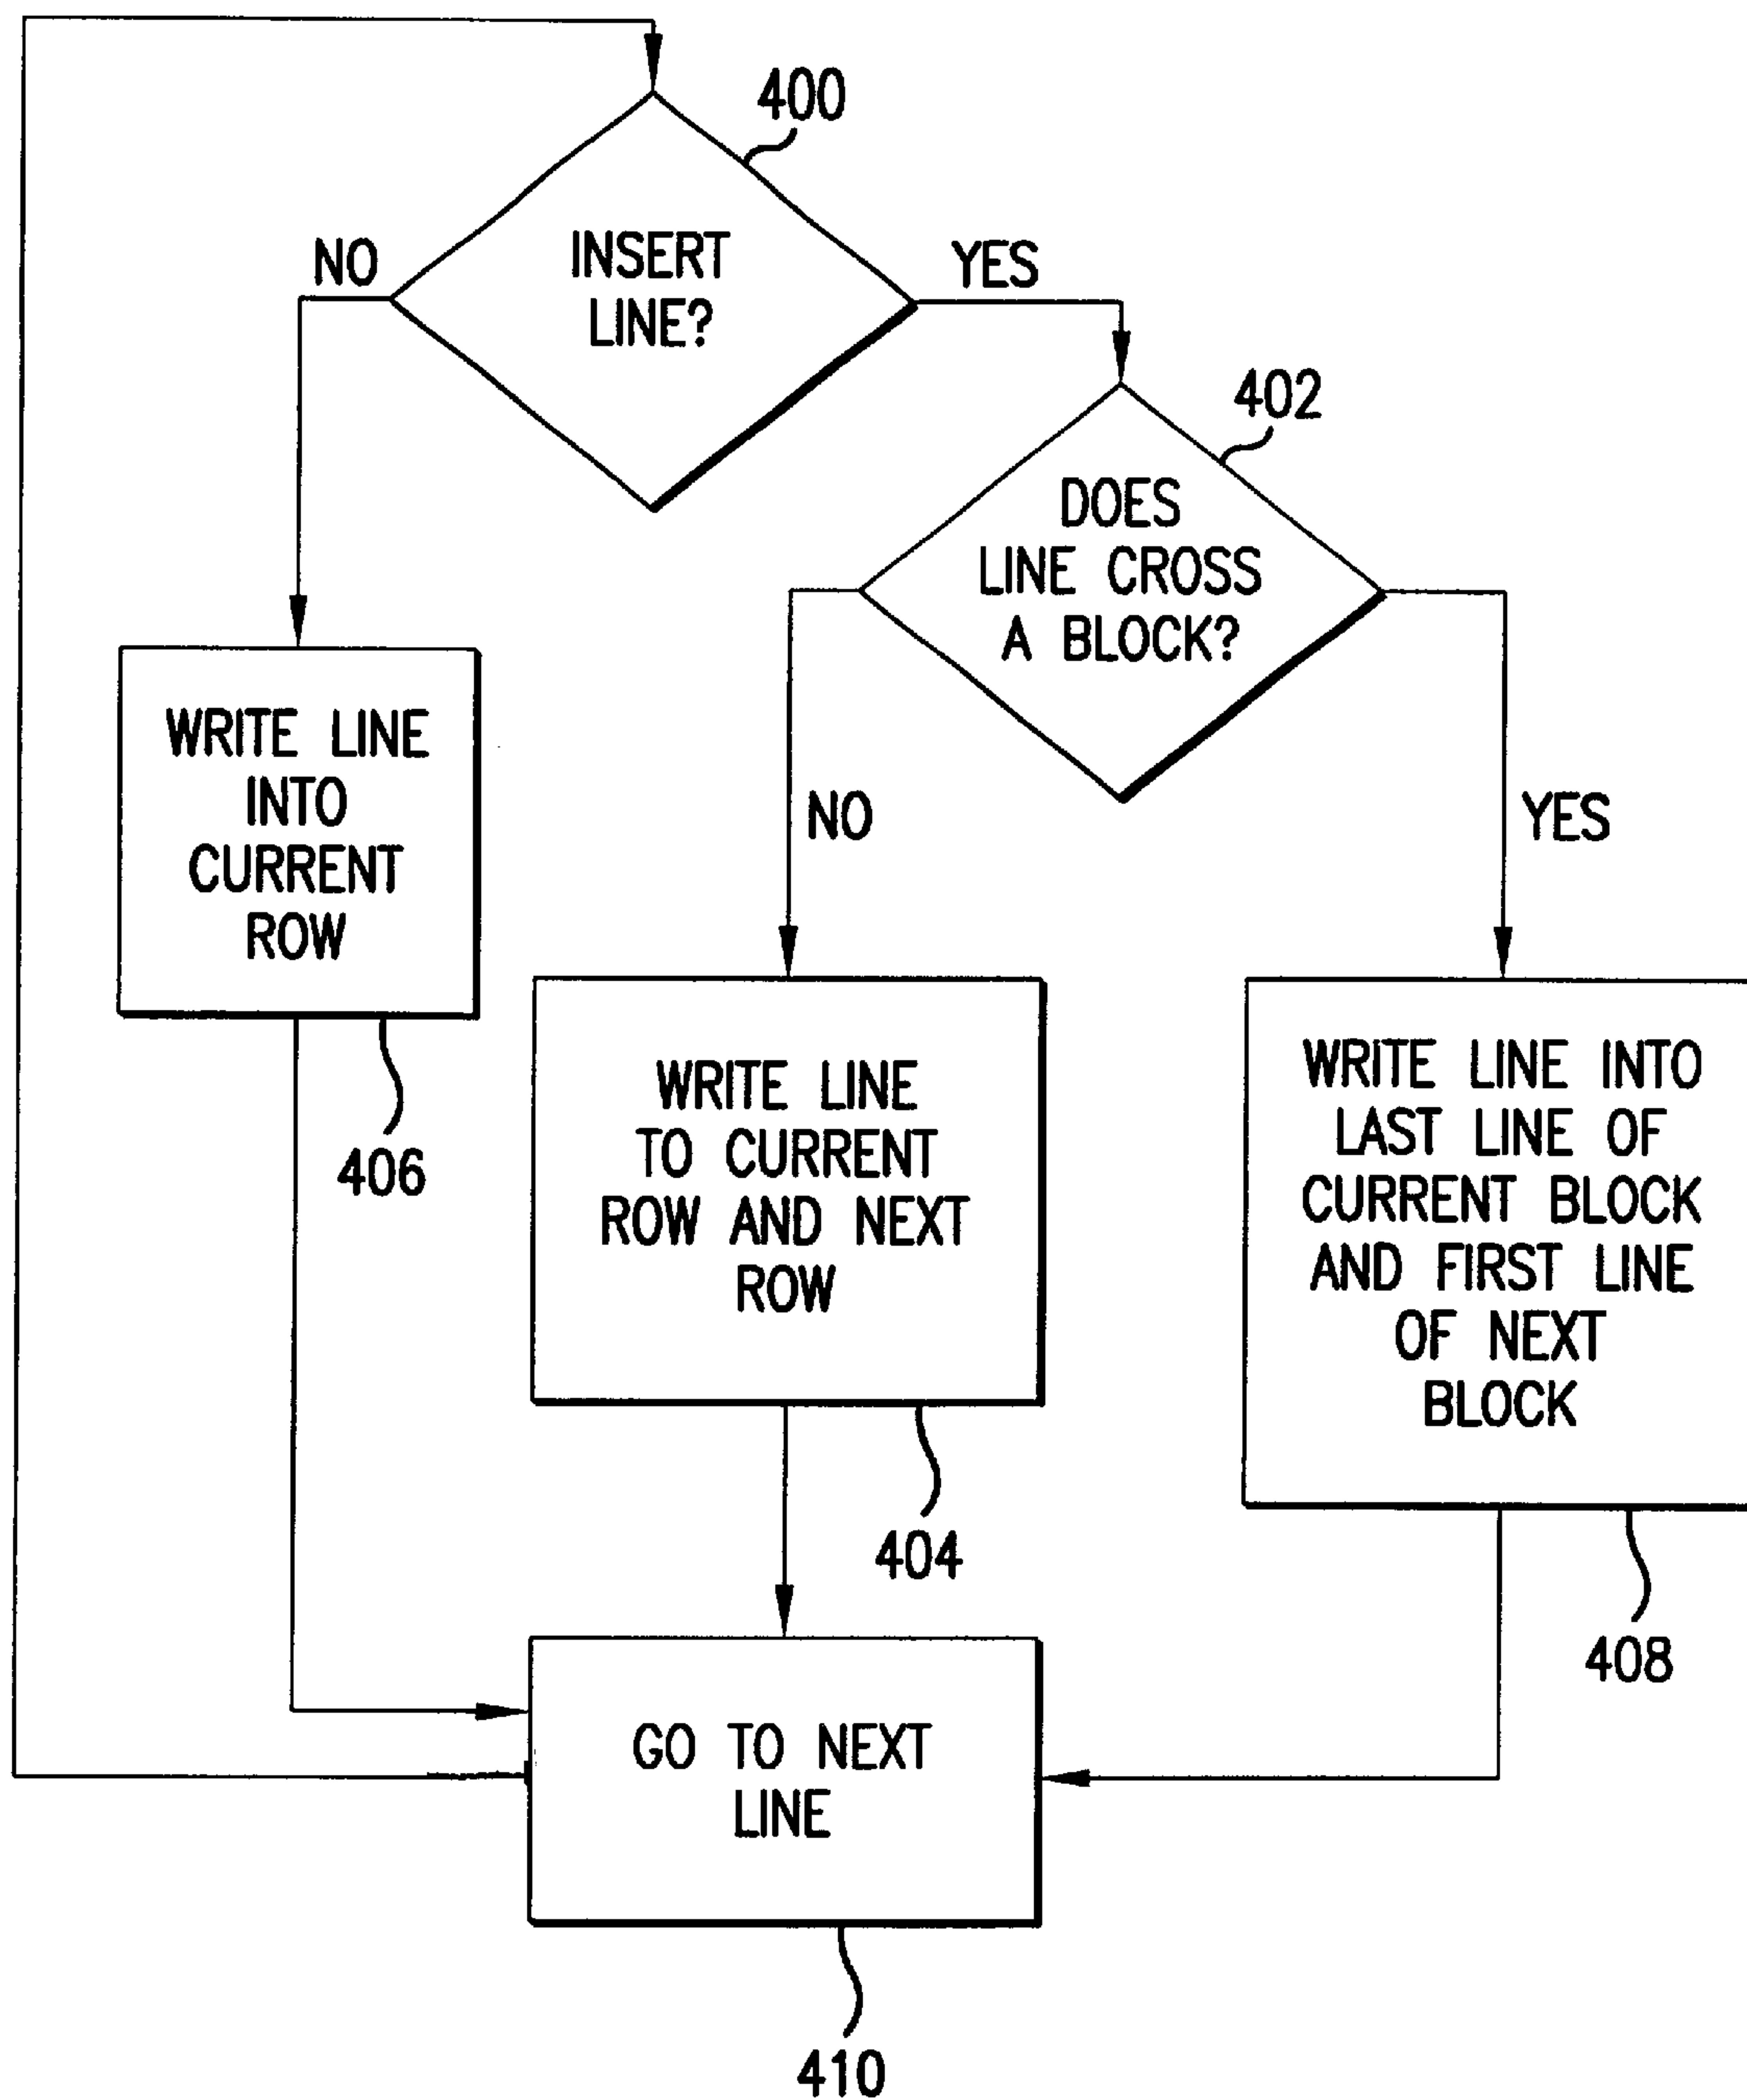 400
INSERT
LINE?
NO
YES
402
DOES
LINE CROSS
A BLOCK?
NO
YES
WRITE LINE
INTO
CURRENT
ROW
406
WRITE LINE
TO CURRENT
ROW AND NEXT
ROW
404
WRITE LINE INTO
LAST LINE OF
CURRENT BLOCK
AND FIRST LINE
OF NEXT
BLOCK
408
GO TO NEXT
LINE
410